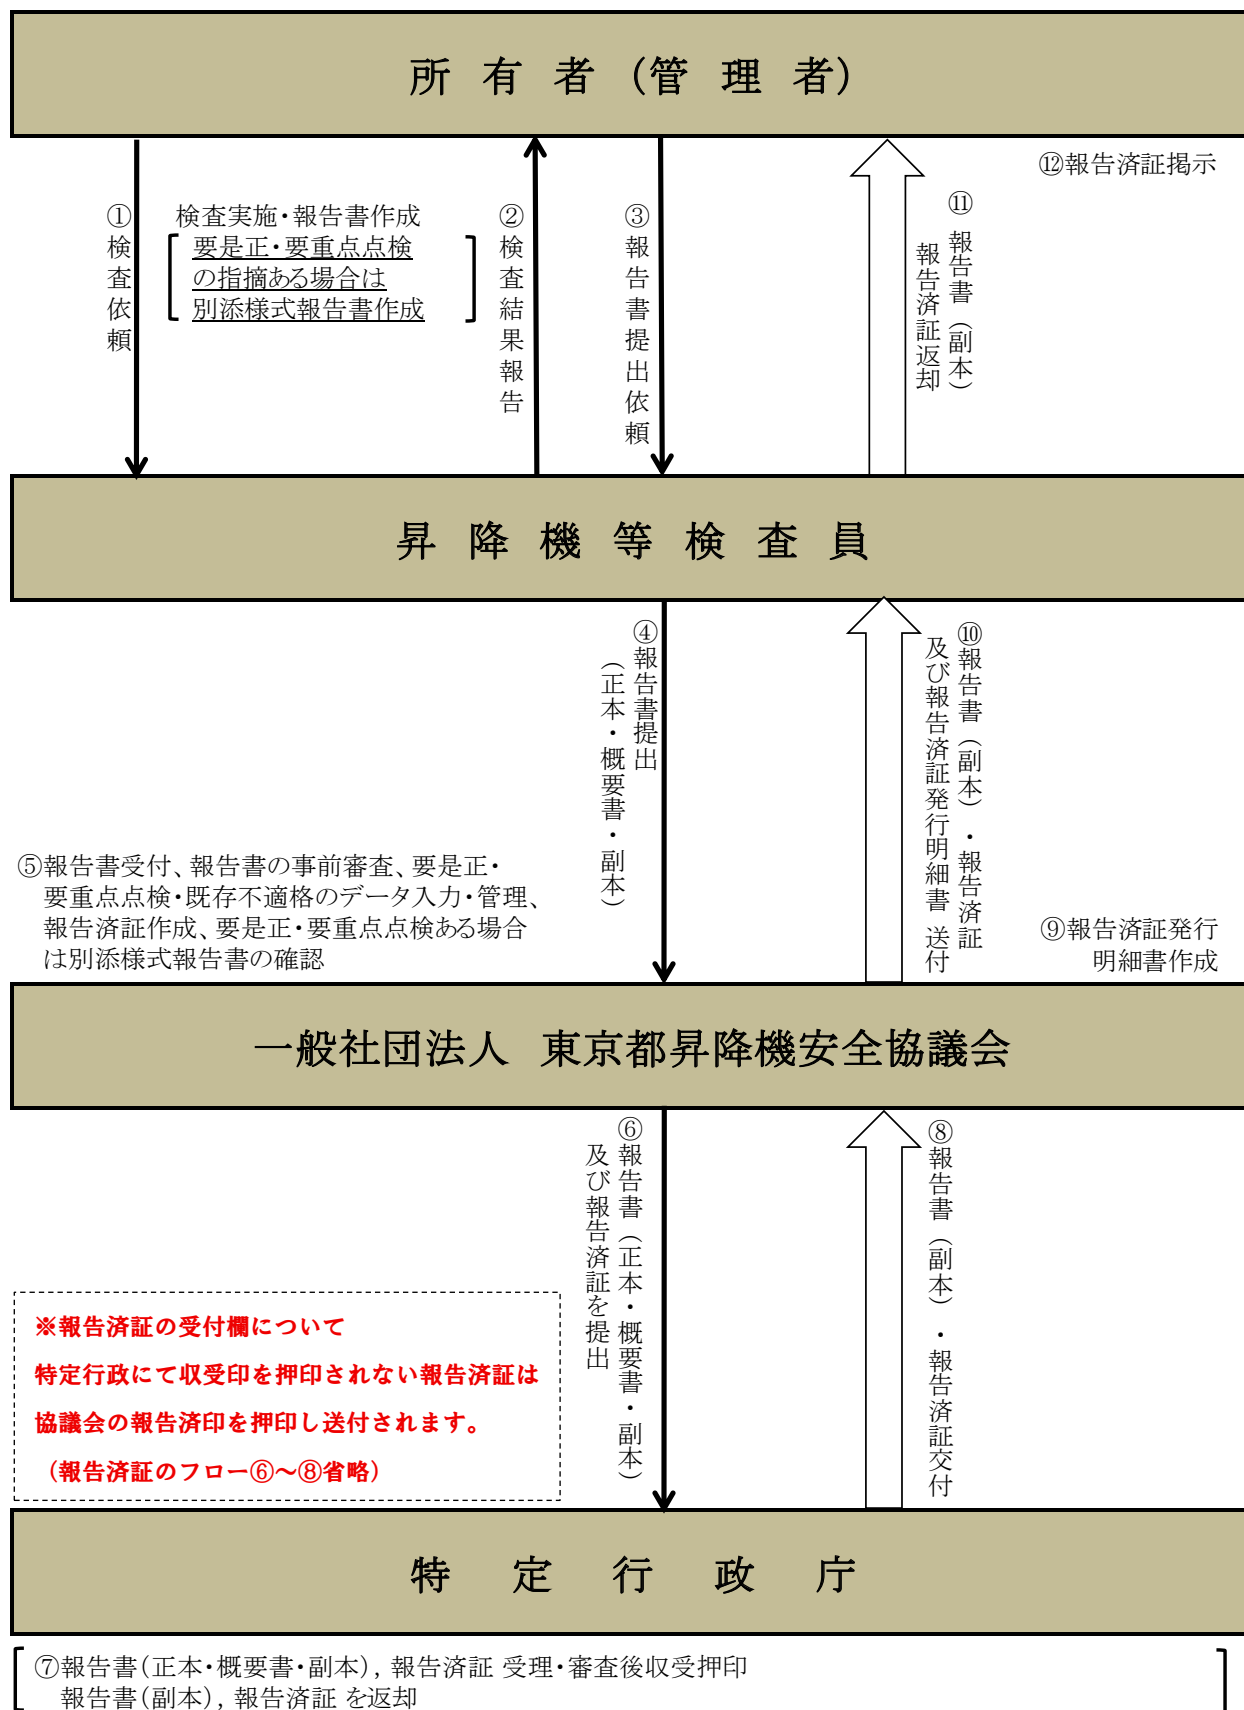 所有者（管理者）
①検査依頼
検査実施・報告書作成
要是正・要重点点検
の指摘ある場合は
別添様式報告書作成
②検査結果報告
③報告書提出依頼
⑪報告書（副本）
報告済証返却
⑫報告済証掲示
昇降機等検査員
④報告書提出
（正本・概要書・副本）
⑤報告書受付、報告書の事前審査、要是正・
要重点点検・既存不適格のデータ入力・管理、
報告済証作成、要是正・要重点点検ある場合
は別添様式報告書の確認
⑩報告書（副本）・報告済証
及び報告済証発行明細書 送付
⑨報告済証発行
明細書作成
一般社団法人 東京都昇降機安全協議会
⑥報告書（正本・概要書・副本）
及び報告済証を提出
⑧報告書（副本）・報告済証交付
※報告済証の受付欄について
特定行政にて収受印を押印されない報告済証は
協議会の報告済印を押印し送付されます。
（報告済証のフロー⑥～⑧省略）
特定行政庁
⑦報告書（正本・概要書・副本）, 報告済証 受理・審査後収受押印
報告書（副本）, 報告済証 を返却